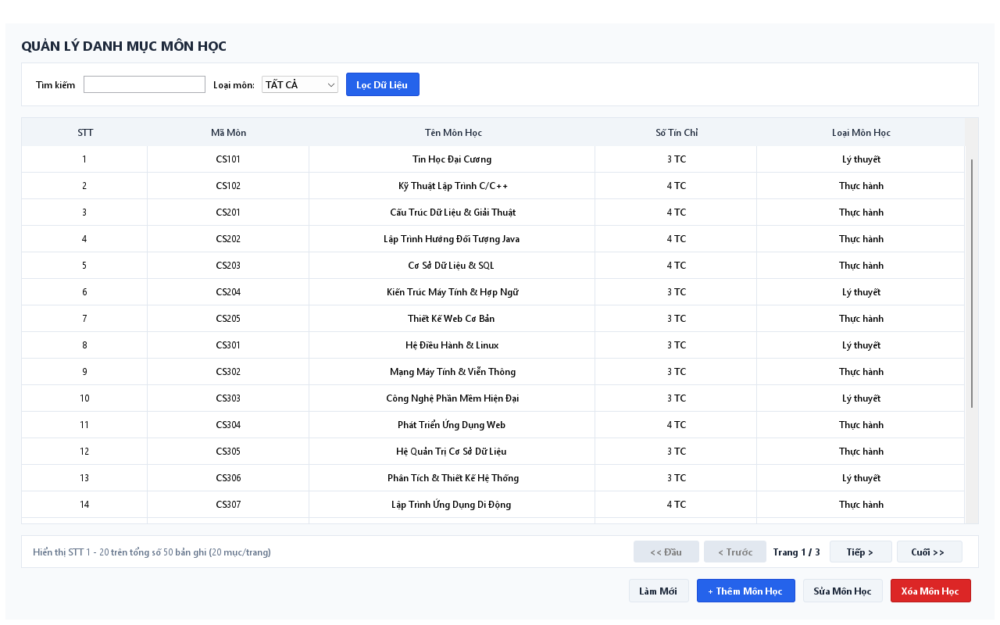 QUẢN LÝ DANH MỤC MÔN HỌC
Tìm kiếm Loại môn: TẤT CẢ Lọc Dữ Liệu
STT Mã Môn Tên Môn Học Số Tín Chỉ Loại Môn Học
1 CS101 Tin Học Đại Cương 3 TC Lý thuyết
2 CS102 Kỹ Thuật Lập Trình C/C++ 4 TC Thực hành
3 CS201 Cấu Trúc Dữ Liệu & Giải Thuật 4 TC Thực hành
4 CS202 Lập Trình Hướng Đối Tượng Java 4 TC Thực hành
5 CS203 Cơ Sở Dữ Liệu & SQL 4 TC Thực hành
6 CS204 Kiến Trúc Máy Tính & Hợp Ngữ 3 TC Lý thuyết
7 CS205 Thiết Kế Web Cơ Bản 3 TC Thực hành
8 CS301 Hệ Điều Hành & Linux 3 TC Lý thuyết
9 CS302 Mạng Máy Tính & Viễn Thông 3 TC Thực hành
10 CS303 Công Nghệ Phần Mềm Hiện Đại 3 TC Lý thuyết
11 CS304 Phát Triển Ứng Dụng Web 4 TC Thực hành
12 CS305 Hệ Quản Trị Cơ Sở Dữ Liệu 3 TC Thực hành
13 CS306 Phân Tích & Thiết Kế Hệ Thống 3 TC Lý thuyết
14 CS307 Lập Trình Ứng Dụng Di Động 4 TC Thực hành
Hiển thị STT 1 - 20 trên tổng số 50 bản ghi (20 mục/trang) << Đầu < Trước Trang 1 / 3 Tiếp > Cuối >>
Làm Mới + Thêm Môn Học Sửa Môn Học Xóa Môn Học